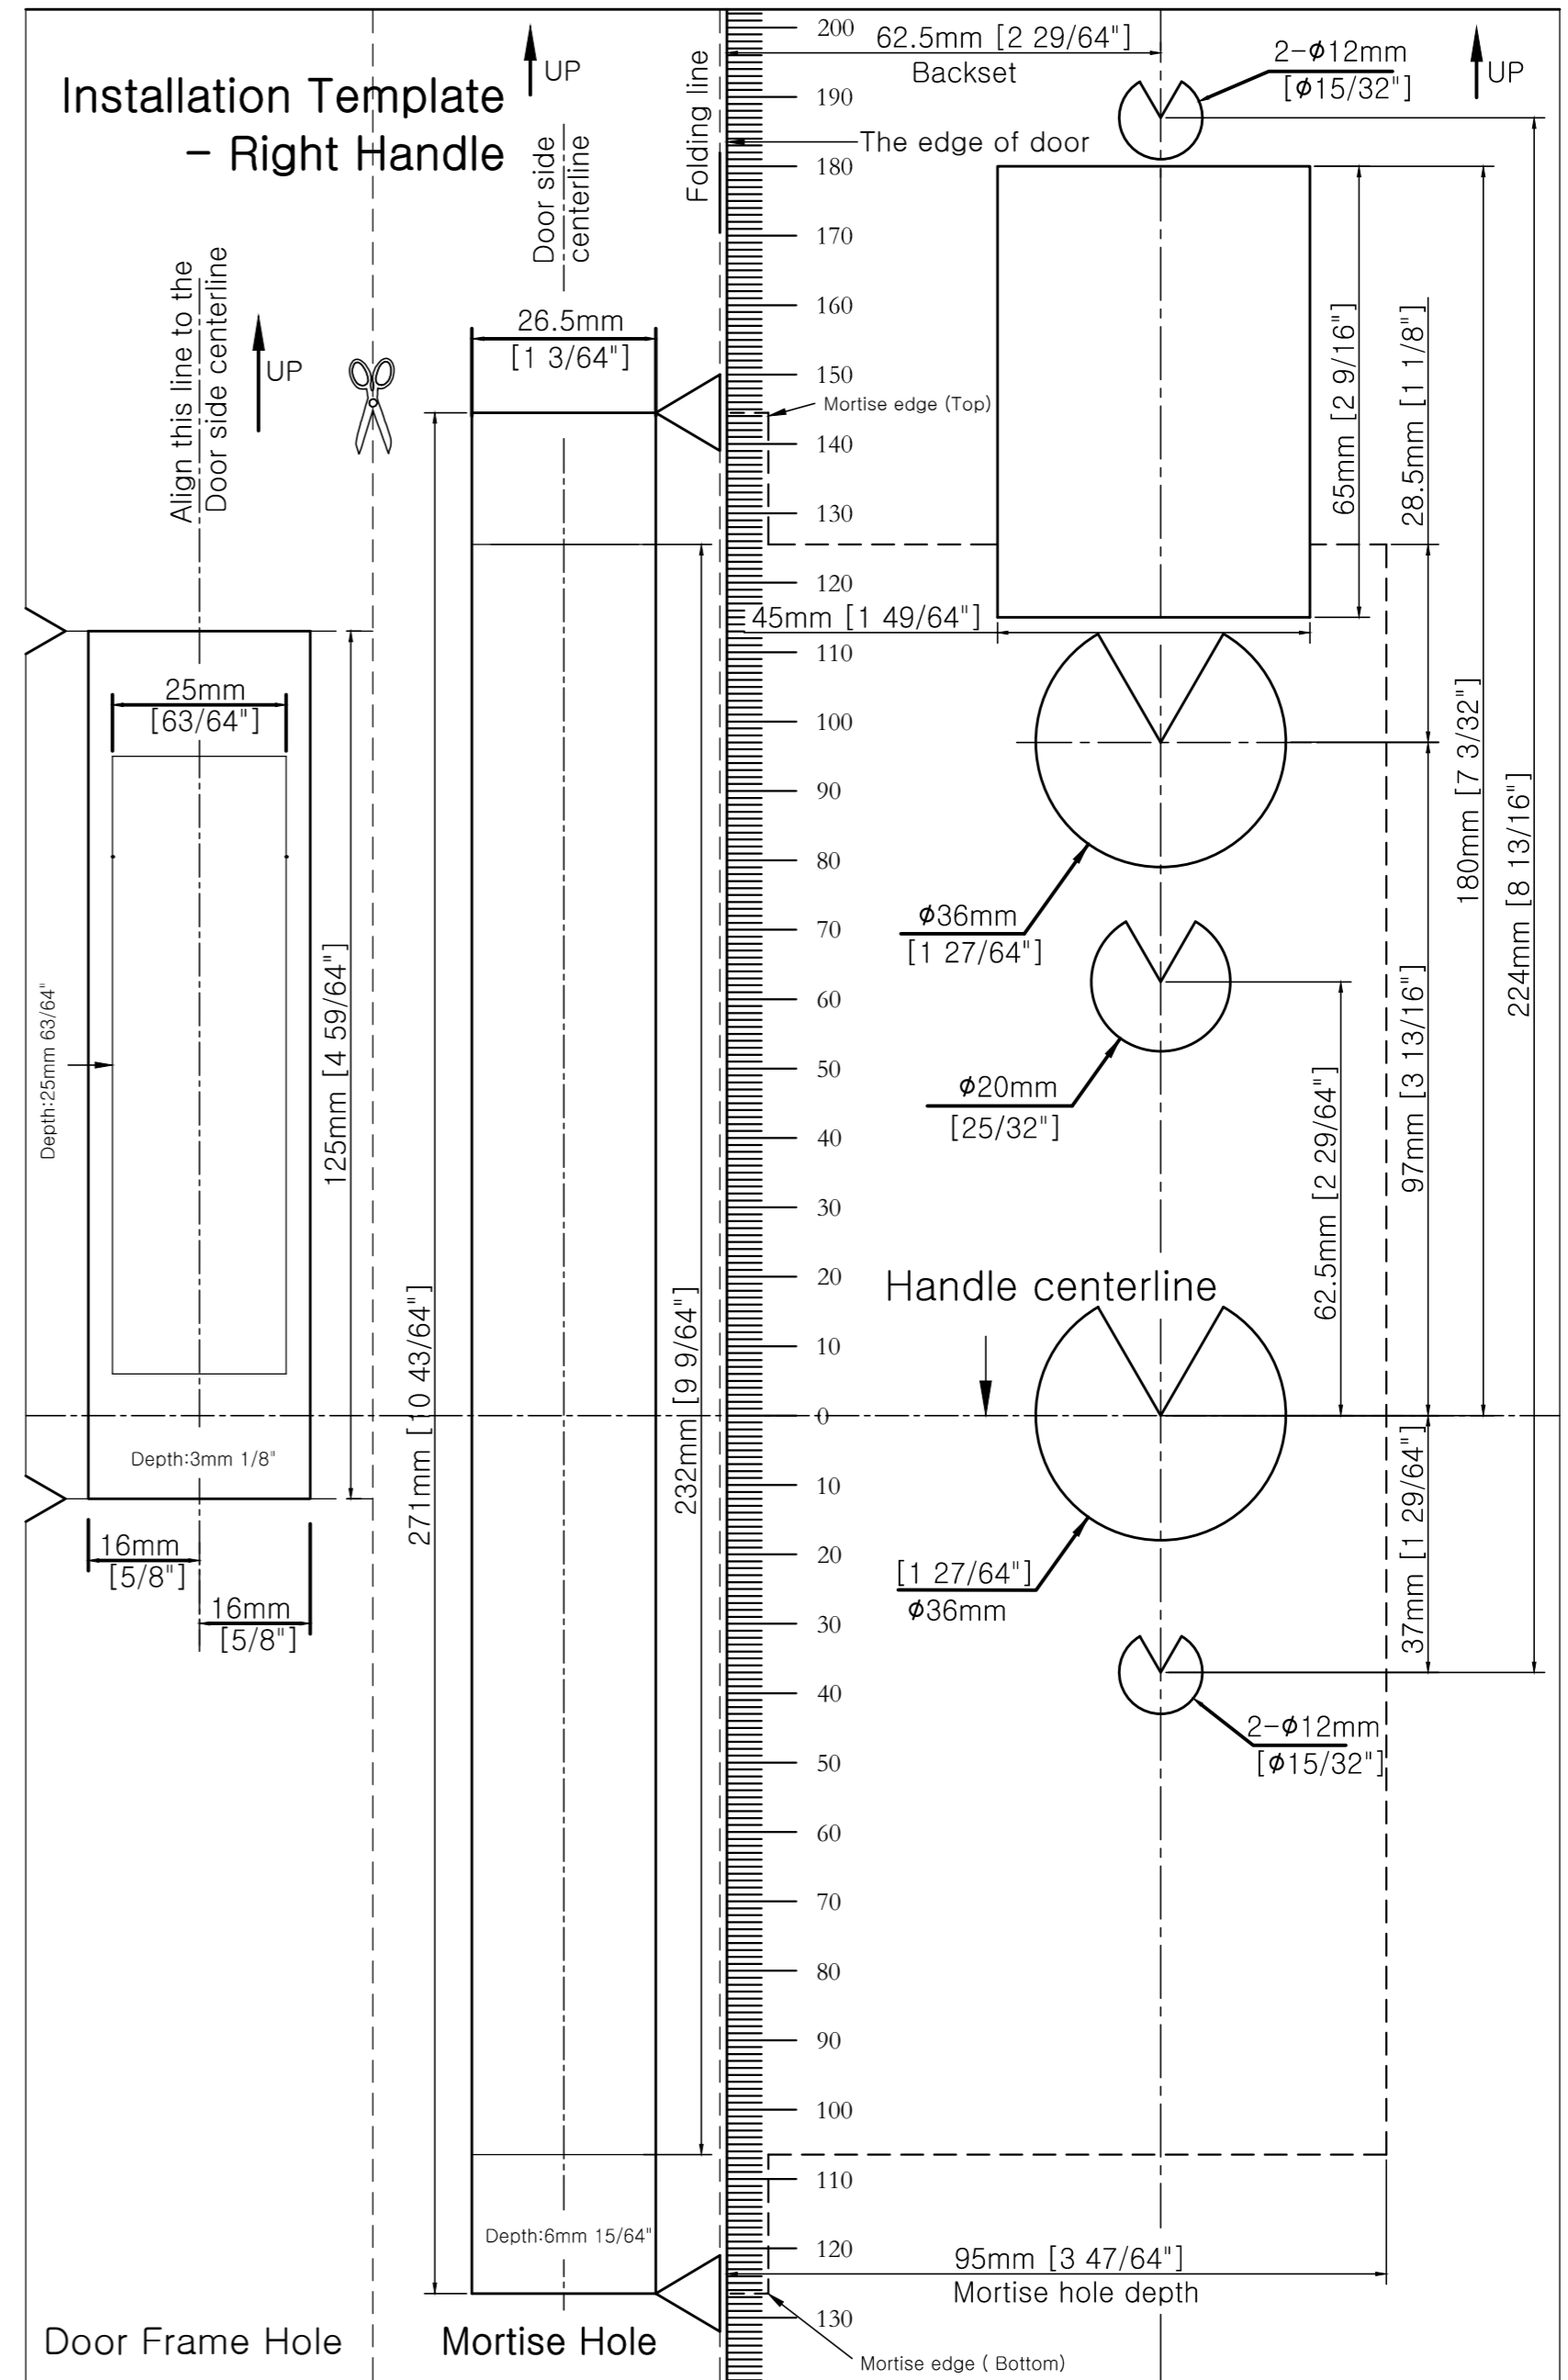 Installation Template
- Right Handle
UP
Door side
centerline
Folding line
Align this line to the
Door side centerline
UP
26.5mm
[1 3/64"]
25mm
[63/64"]
Depth:25mm 63/64"
125mm [4 59/64"]
Depth:3mm 1/8"
16mm
[5/8"]
16mm
[5/8"]
271mm [10 43/64"]
232mm [9 9/64"]
Depth:6mm 15/64"
Door Frame Hole
Mortise Hole
200
190
180
170
160
150
140
130
120
110
100
90
80
70
60
50
40
30
20
10
0
10
20
30
40
50
60
70
80
90
100
110
120
130
62.5mm [2 29/64"]
Backset
2-ϕ12mm
[ϕ15/32"]
UP
The edge of door
Mortise edge (Top)
65mm [2 9/16"]
28.5mm [1 1/8"]
45mm [1 49/64"]
180mm [7 3/32"]
224mm [8 13/16"]
ϕ36mm
[1 27/64"]
ϕ20mm
[25/32"]
62.5mm [2 29/64"]
97mm [3 13/16"]
Handle centerline
[1 27/64"]
ϕ36mm
37mm [1 29/64"]
2-ϕ12mm
[ϕ15/32"]
95mm [3 47/64"]
Mortise hole depth
Mortise edge ( Bottom)